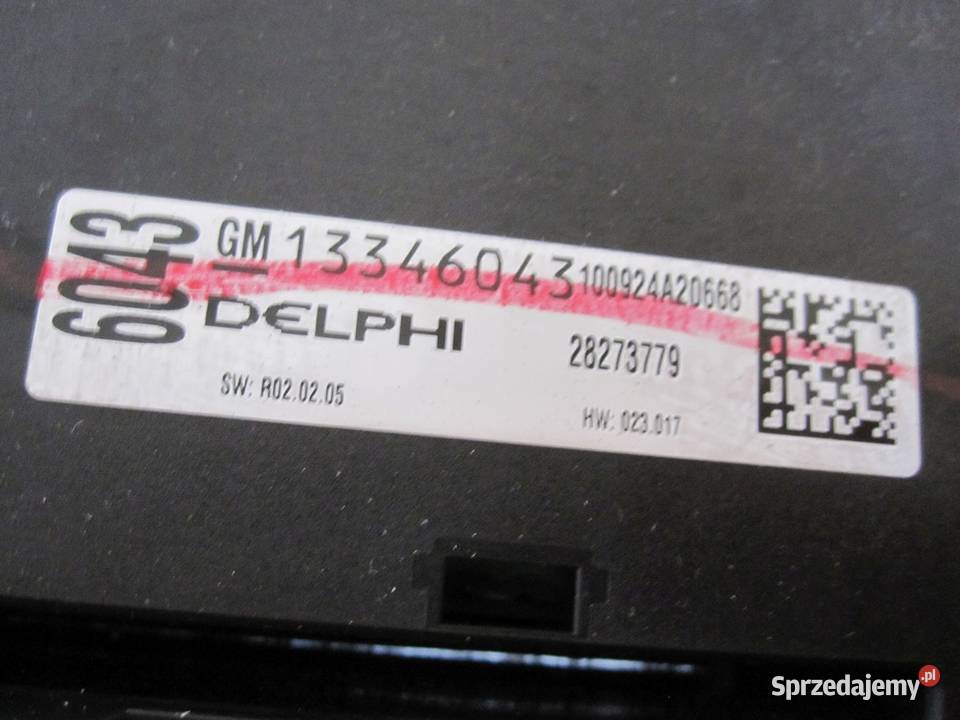 6043
GM 13346043 100924A20668
DELPHI 28273779
SW: R02.02.05
HW: 023.017
Sprzedajemy.pl